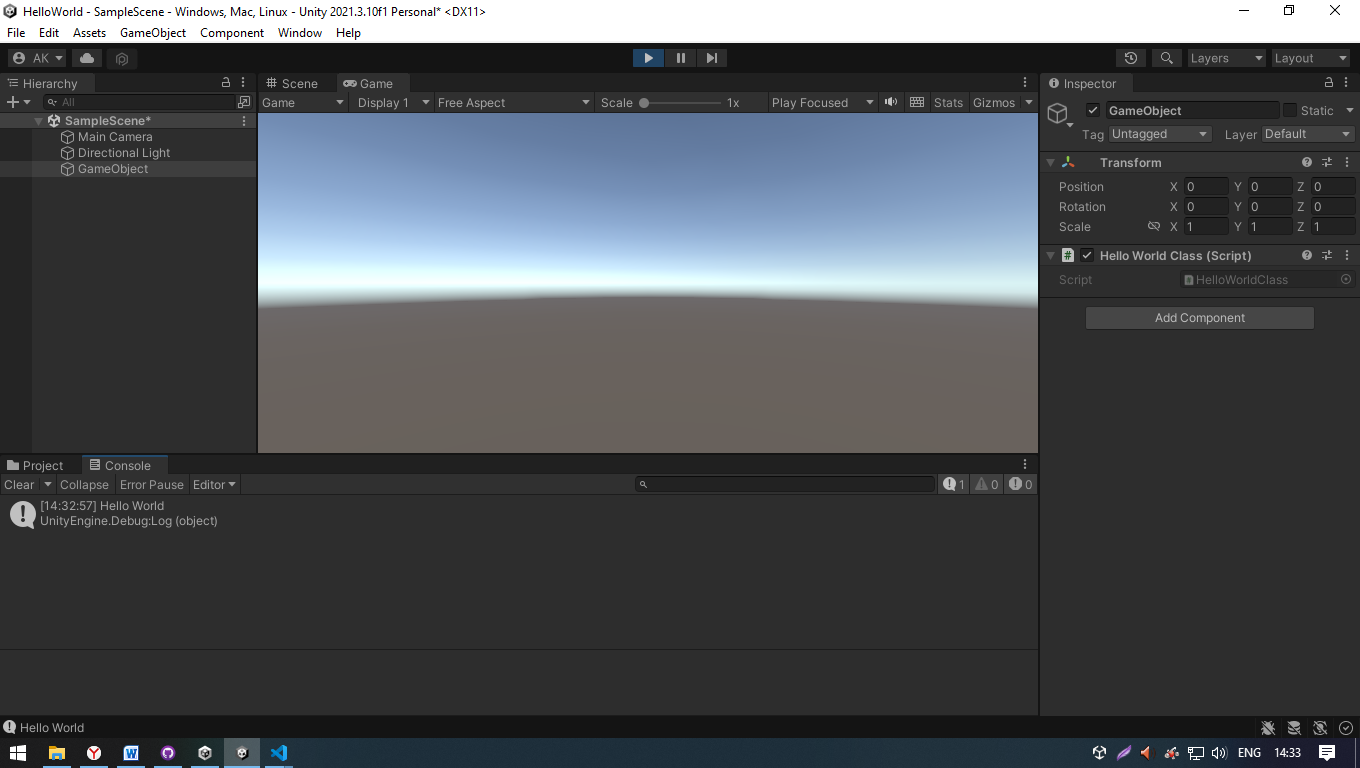 HelloWorld - SampleScene - Windows, Mac, Linux - Unity 2021.3.10f1 Personal* <DX11>
File Edit Assets GameObject Component Window Help
AK Layers Layout
Hierarchy
All
SampleScene*
Main Camera
Directional Light
GameObject
Scene Game
Game Display 1 Free Aspect Scale 1x Play Focused Stats Gizmos
Inspector
GameObject Static
Tag Untagged Layer Default
Transform
Position X 0 Y 0 Z 0
Rotation X 0 Y 0 Z 0
Scale X 1 Y 1 Z 1
# Hello World Class (Script)
Script HelloWorldClass
Add Component
Project Console
Clear Collapse Error Pause Editor 1 0 0
[14:32:57] Hello World
UnityEngine.Debug:Log (object)
Hello World
ENG 14:33